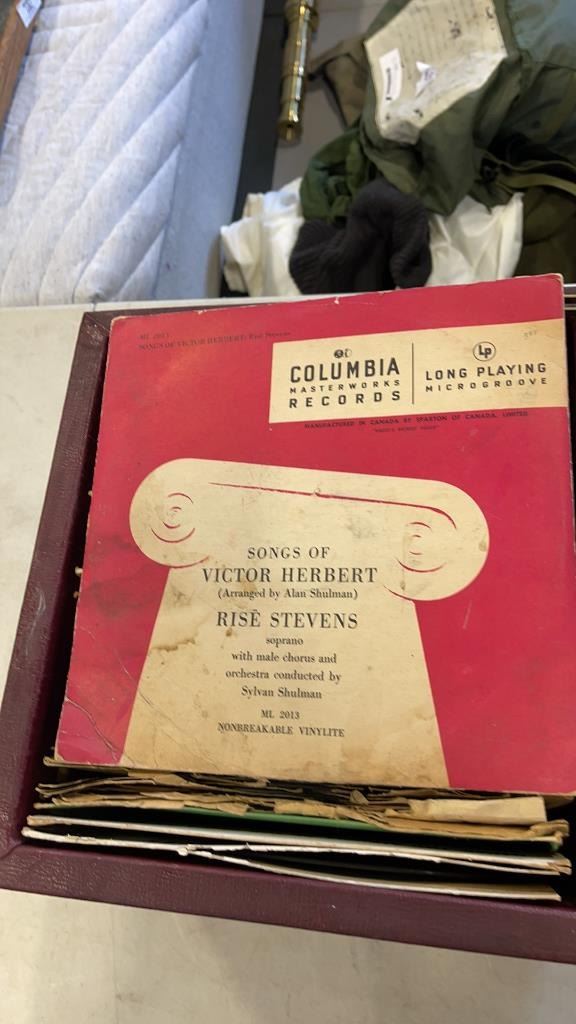 ML 2013
SONGS OF VICTOR HERBERT: Risë Stevens
COLUMBIA
MASTERWORKS
RECORDS
LP
LONG PLAYING
MICROGROOVE
MANUFACTURED IN CANADA BY SPARTON OF CANADA, LIMITED
SONGS OF
VICTOR HERBERT
(Arranged by Alan Shulman)
RISË STEVENS
soprano
with male chorus and
orchestra conducted by
Sylvan Shulman
ML 2013
NONBREAKABLE VINYLITE